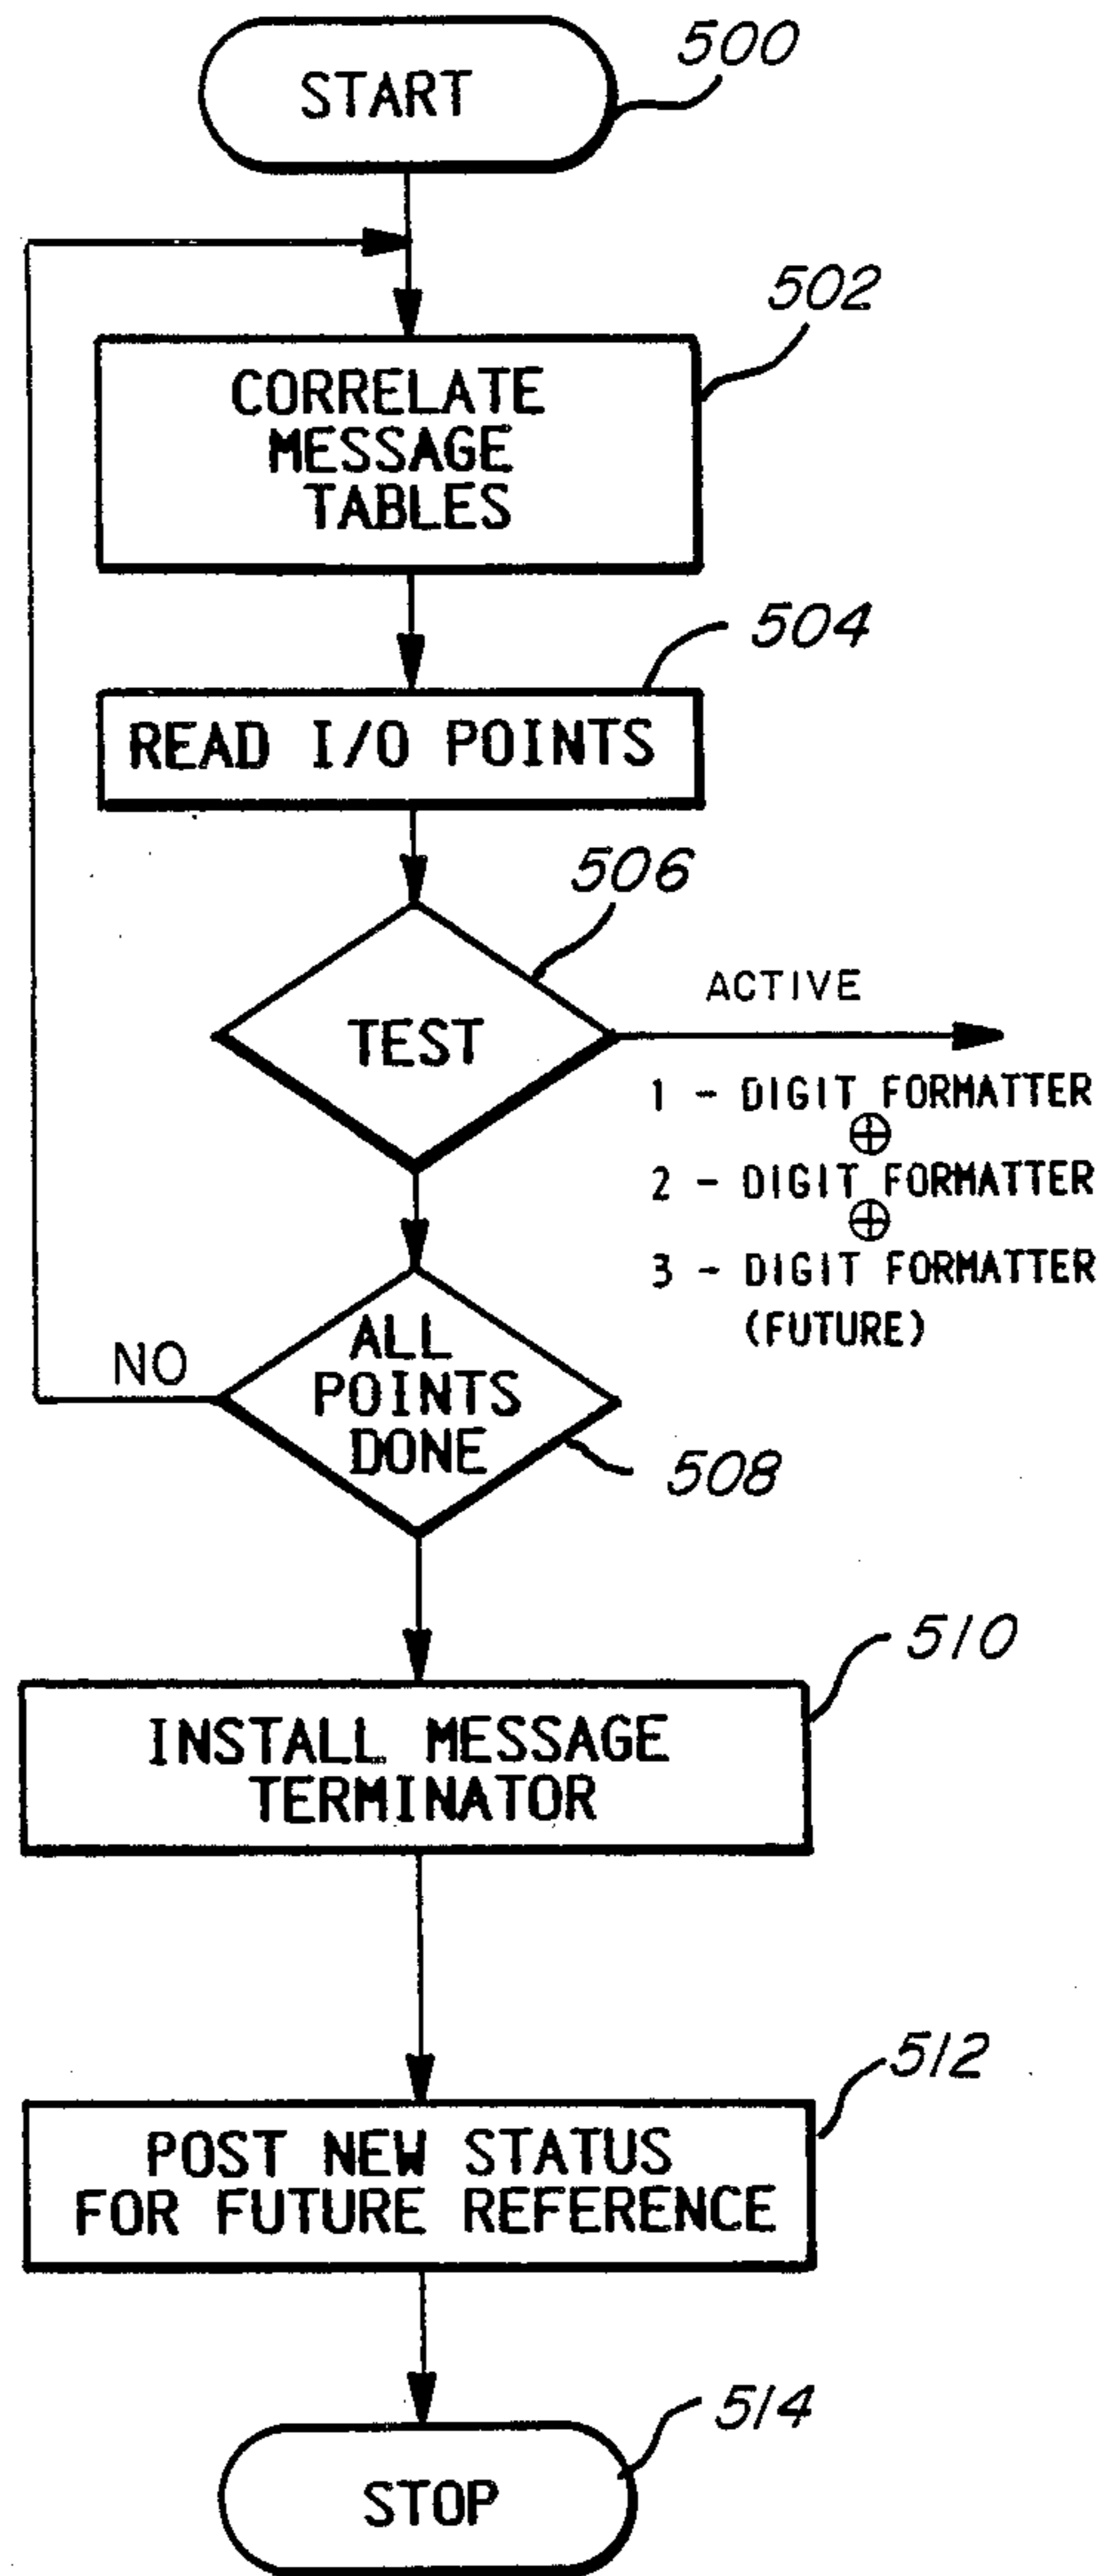 START
500
502
CORRELATE
MESSAGE
TABLES
504
READ I/O POINTS
506
TEST
ACTIVE
1 - DIGIT FORMATTER
⊕
2 - DIGIT FORMATTER
⊕
3 - DIGIT FORMATTER
(FUTURE)
NO
ALL
POINTS
DONE
508
510
INSTALL MESSAGE
TERMINATOR
512
POST NEW STATUS
FOR FUTURE REFERENCE
514
STOP